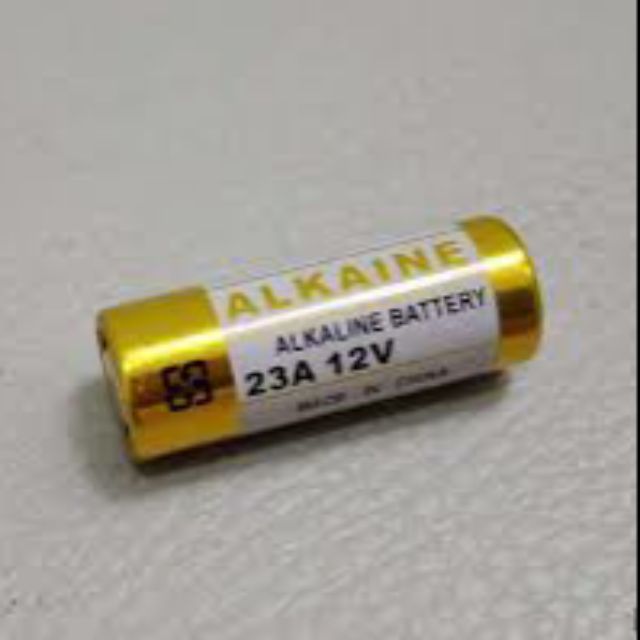 ALKAINE
ALKALINE BATTERY
23A 12V
MADE IN CHINA